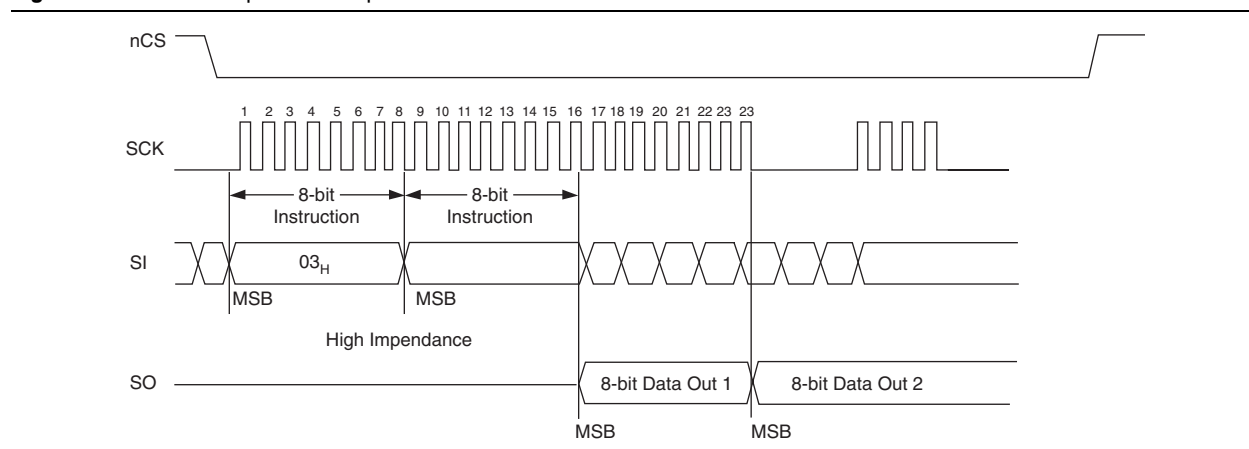 nCS
1 2 3 4 5 6 7 8 9 10 11 12 13 14 15 16 17 18 19 20 21 22 23 23
SCK
8-bit Instruction
8-bit Instruction
SI
03H
MSB
MSB
High Impendance
SO
8-bit Data Out 1
8-bit Data Out 2
MSB
MSB